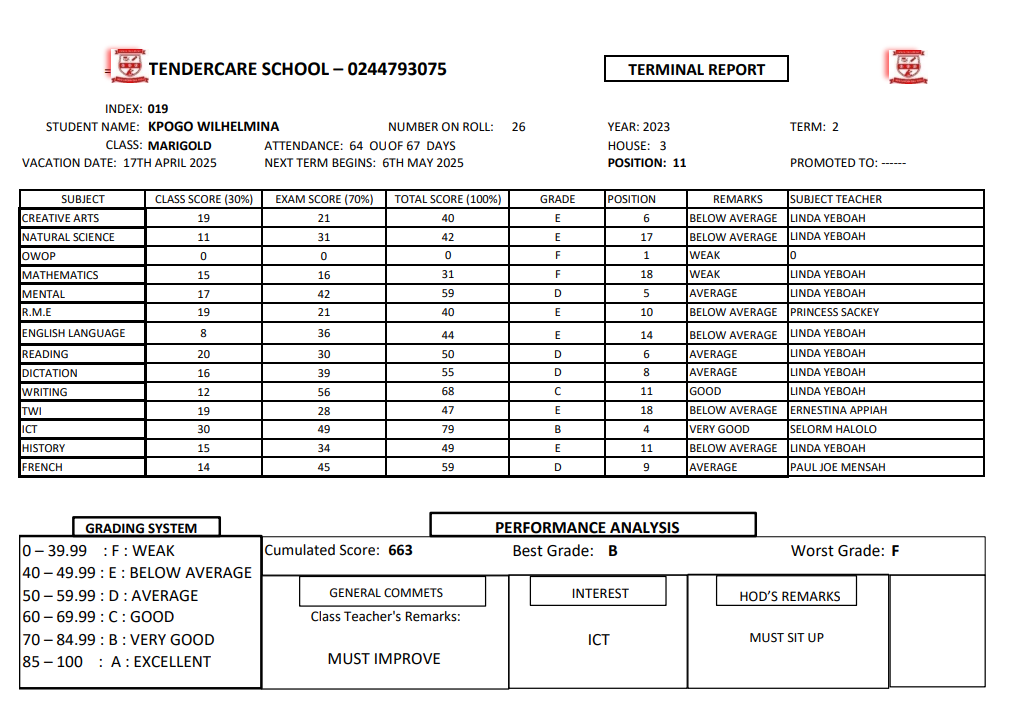 TENDERCARE SCHOOL – 0244793075
TERMINAL REPORT
INDEX: 019
STUDENT NAME: KPOGO WILHELMINA NUMBER ON ROLL: 26 YEAR: 2023 TERM: 2
CLASS: MARIGOLD ATTENDANCE: 64 OU OF 67 DAYS HOUSE: 3
VACATION DATE: 17TH APRIL 2025 NEXT TERM BEGINS: 6TH MAY 2025 POSITION: 11 PROMOTED TO: ------
SUBJECT CLASS SCORE (30%) EXAM SCORE (70%) TOTAL SCORE (100%) GRADE POSITION REMARKS SUBJECT TEACHER
CREATIVE ARTS 19 21 40 E 6 BELOW AVERAGE LINDA YEBOAH
NATURAL SCIENCE 11 31 42 E 17 BELOW AVERAGE LINDA YEBOAH
OWOP 0 0 0 F 1 WEAK 0
MATHEMATICS 15 16 31 F 18 WEAK LINDA YEBOAH
MENTAL 17 42 59 D 5 AVERAGE LINDA YEBOAH
R.M.E 19 21 40 E 10 BELOW AVERAGE PRINCESS SACKEY
ENGLISH LANGUAGE 8 36 44 E 14 BELOW AVERAGE LINDA YEBOAH
READING 20 30 50 D 6 AVERAGE LINDA YEBOAH
DICTATION 16 39 55 D 8 AVERAGE LINDA YEBOAH
WRITING 12 56 68 C 11 GOOD LINDA YEBOAH
TWI 19 28 47 E 18 BELOW AVERAGE ERNESTINA APPIAH
ICT 30 49 79 B 4 VERY GOOD SELORM HALOLO
HISTORY 15 34 49 E 11 BELOW AVERAGE LINDA YEBOAH
FRENCH 14 45 59 D 9 AVERAGE PAUL JOE MENSAH
GRADING SYSTEM
0 – 39.99 : F : WEAK
40 – 49.99 : E : BELOW AVERAGE
50 – 59.99 : D : AVERAGE
60 – 69.99 : C : GOOD
70 – 84.99 : B : VERY GOOD
85 – 100 : A : EXCELLENT
PERFORMANCE ANALYSIS
Cumulated Score: 663 Best Grade: B Worst Grade: F
GENERAL COMMETS
Class Teacher's Remarks:
MUST IMPROVE
INTEREST
ICT
HOD'S REMARKS
MUST SIT UP